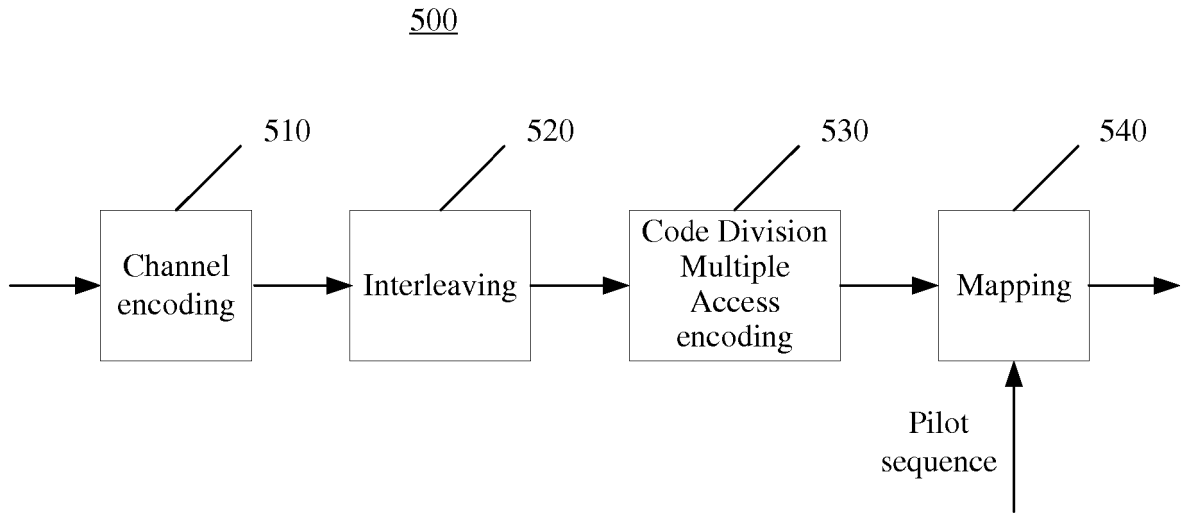 500
510
520
530
540
Channel
encoding
Interleaving
Code Division
Multiple
Access
encoding
Mapping
Pilot
sequence